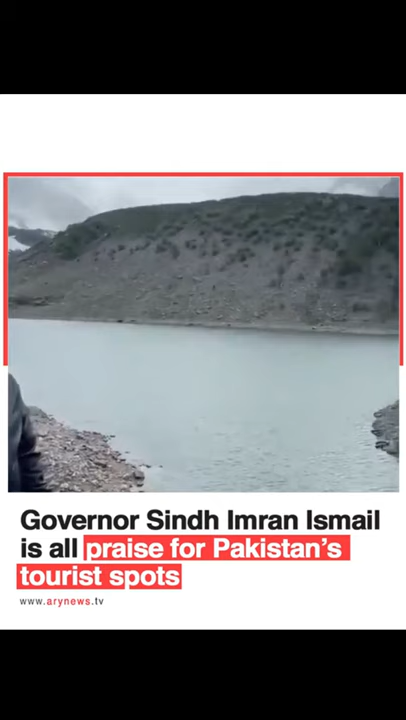 Governor Sindh Imran Ismail
is all praise for Pakistan's
tourist spots
www.arynews.tv